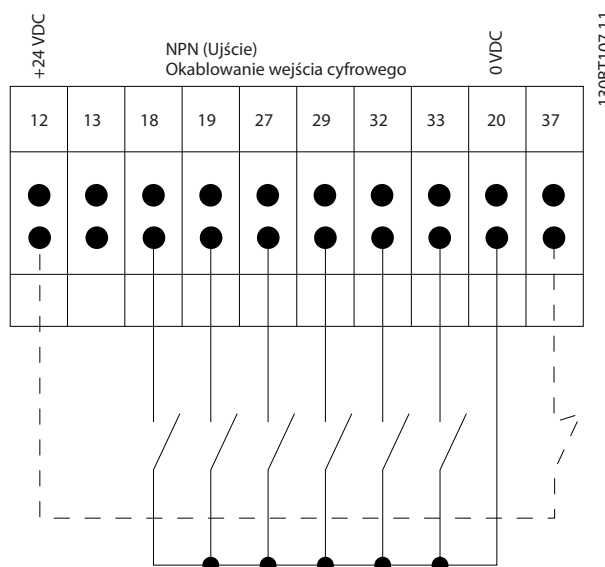 +24 VDC
NPN (Ujście)
Okablowanie wejścia cyfrowego
0 VDC
130BT107.11
12 13 18 19 27 29 32 33 20 37